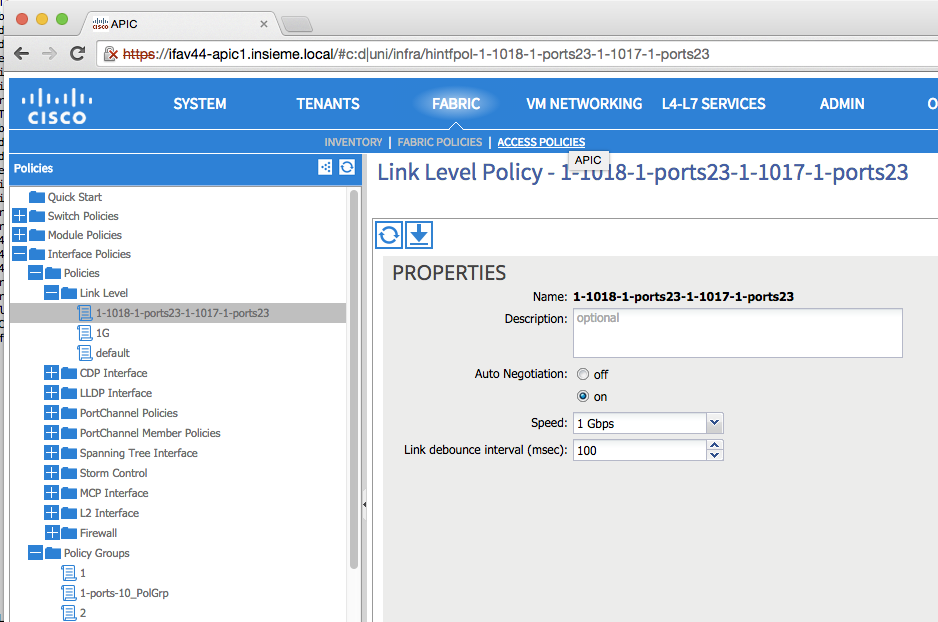 APIC
https://ifav44-apic1.insieme.local/#c:d|uni/infra/hintfpol-1-1018-1-ports23-1-1017-1-ports23
CISCO
SYSTEM TENANTS FABRIC VM NETWORKING L4-L7 SERVICES ADMIN
INVENTORY | FABRIC POLICIES | ACCESS POLICIES
APIC
Policies
Quick Start
Switch Policies
Module Policies
Interface Policies
Policies
Link Level
1-1018-1-ports23-1-1017-1-ports23
1G
default
CDP Interface
LLDP Interface
PortChannel Policies
PortChannel Member Policies
Spanning Tree Interface
Storm Control
MCP Interface
L2 Interface
Firewall
Policy Groups
1
1-ports-10_PolGrp
2
Link Level Policy - 1-1018-1-ports23-1-1017-1-ports23
PROPERTIES
Name: 1-1018-1-ports23-1-1017-1-ports23
Description: optional
Auto Negotiation: off
on
Speed: 1 Gbps
Link debounce interval (msec): 100